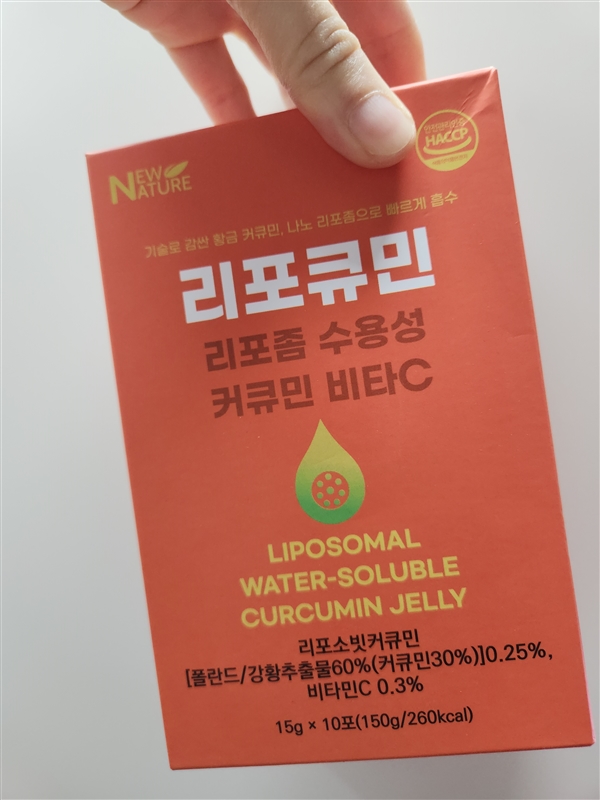 NEW
NATURE
HACCP
기술로 감싼 황금 커큐민, 나노 리포좀으로 빠르게 흡수
리포큐민
리포좀 수용성
커큐민 비타C
LIPOSOMAL
WATER-SOLUBLE
CURCUMIN JELLY
리포소빗커큐민
[폴란드/강황추출물60%(커큐민30%)]0.25%,
비타민C 0.3%
15g × 10포(150g/260kcal)